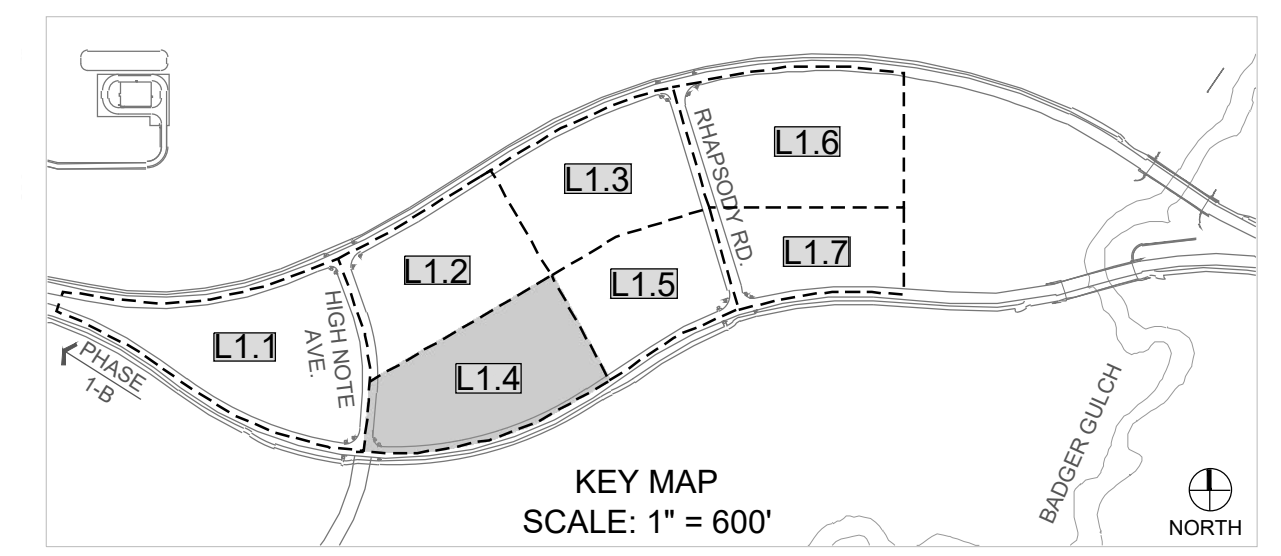 L1.6
L1.3
RHAPSODY RD.
L1.7
L1.2
L1.5
HIGH NOTE
AVE.
L1.1
PHASE
1-B
L1.4
BADGER GULCH
KEY MAP
SCALE: 1" = 600'
NORTH